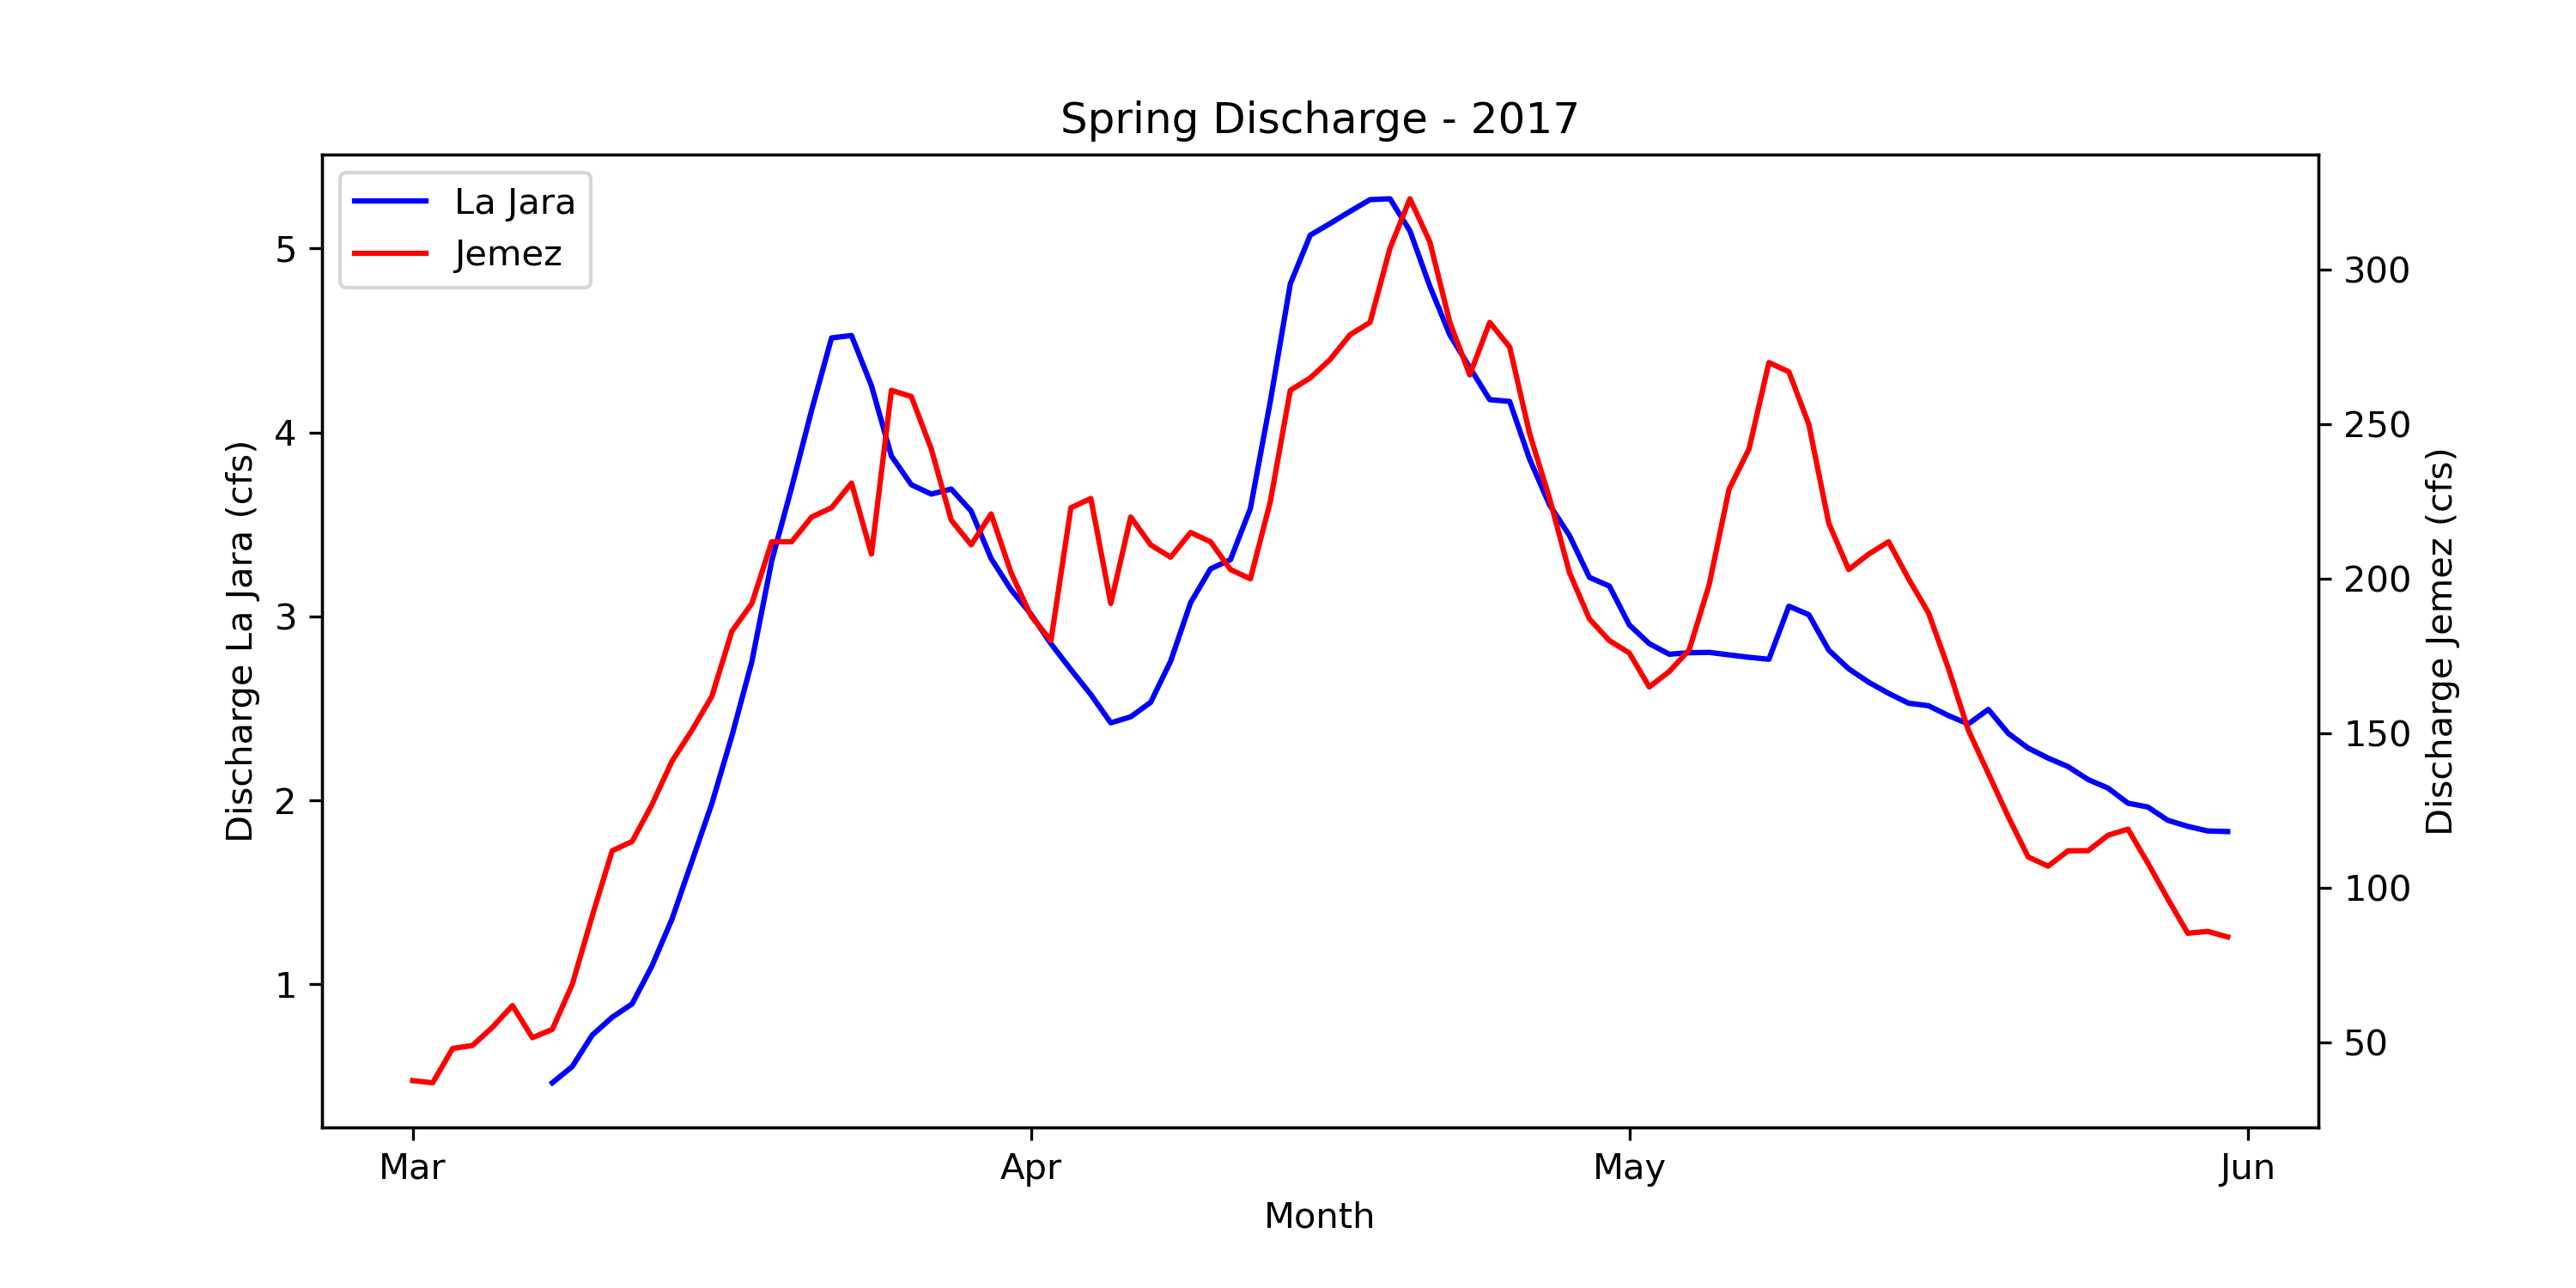 Spring Discharge - 2017
La Jara
Jemez
Discharge La Jara (cfs)
5
4
3
2
1
300
250
200
150
100
50
Discharge Jemez (cfs)
Mar Apr May Jun
Month